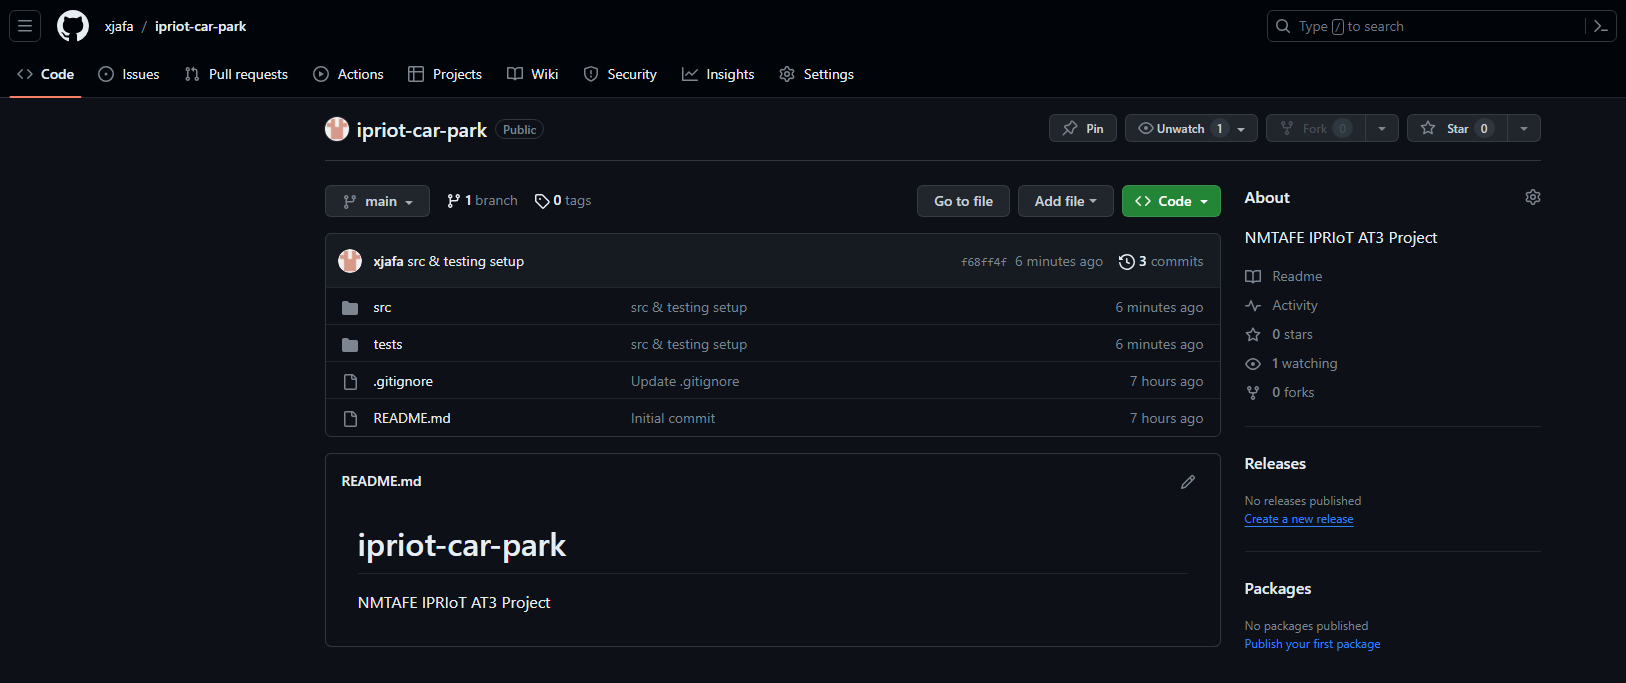 xjafa / ipriot-car-park
Type / to search
Code Issues Pull requests Actions Projects Wiki Security Insights Settings
ipriot-car-park Public
Pin Unwatch 1 Fork 0 Star 0
main 1 branch 0 tags Go to file Add file Code
xjafa src & testing setup f68ff4f 6 minutes ago 3 commits
src src & testing setup 6 minutes ago
tests src & testing setup 6 minutes ago
.gitignore Update .gitignore 7 hours ago
README.md Initial commit 7 hours ago
README.md
ipriot-car-park
NMTAFE IPRIoT AT3 Project
About
NMTAFE IPRIoT AT3 Project
Readme
Activity
0 stars
1 watching
0 forks
Releases
No releases published
Create a new release
Packages
No packages published
Publish your first package